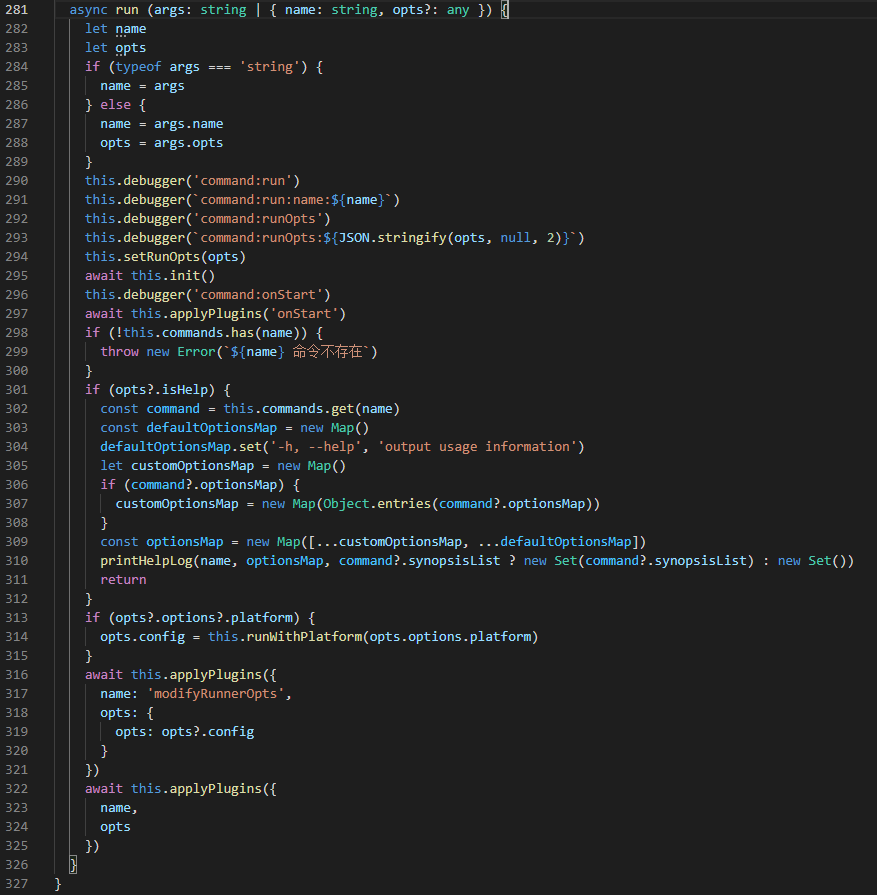 281 async run (args: string | { name: string, opts?: any }) {
282 let name
283 let opts
284 if (typeof args === 'string') {
285 name = args
286 } else {
287 name = args.name
288 opts = args.opts
289 }
290 this.debugger('command:run')
291 this.debugger(`command:run:name:${name}`)
292 this.debugger('command:runOpts')
293 this.debugger(`command:runOpts:${JSON.stringify(opts, null, 2)}`)
294 this.setRunOpts(opts)
295 await this.init()
296 this.debugger('command:onStart')
297 await this.applyPlugins('onStart')
298 if (!this.commands.has(name)) {
299 throw new Error(`${name} 命令不存在`)
300 }
301 if (opts?.isHelp) {
302 const command = this.commands.get(name)
303 const defaultOptionsMap = new Map()
304 defaultOptionsMap.set('-h, --help', 'output usage information')
305 let customOptionsMap = new Map()
306 if (command?.optionsMap) {
307 customOptionsMap = new Map(Object.entries(command?.optionsMap))
308 }
309 const optionsMap = new Map([...customOptionsMap, ...defaultOptionsMap])
310 printHelpLog(name, optionsMap, command?.synopsisList ? new Set(command?.synopsisList) : new Set())
311 return
312 }
313 if (opts?.options?.platform) {
314 opts.config = this.runWithPlatform(opts.options.platform)
315 }
316 await this.applyPlugins({
317 name: 'modifyRunnerOpts',
318 opts: {
319 opts: opts?.config
320 }
321 })
322 await this.applyPlugins({
323 name,
324 opts
325 })
326 }
327 }